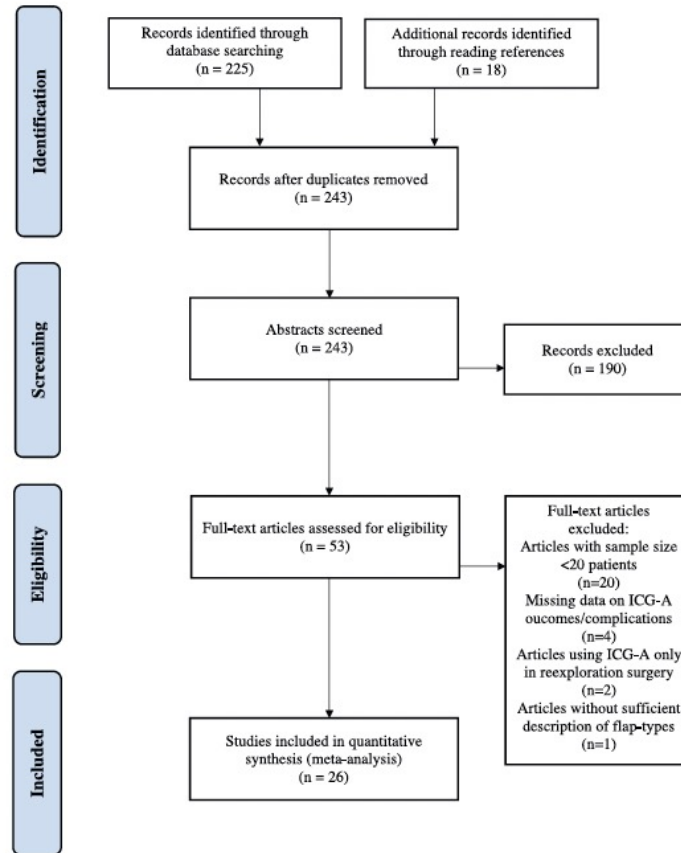 Identification
Records identified through
database searching
(n = 225)
Additional records identified
through reading references
(n = 18)
Records after duplicates removed
(n = 243)
Screening
Abstracts screened
(n = 243)
Records excluded
(n = 190)
Eligibility
Full-text articles assessed for eligibility
(n = 53)
Full-text articles
excluded:
Articles with sample size
<20 patients
(n=20)
Missing data on ICG-A
oucomes/complications
(n=4)
Articles using ICG-A only
in reexploration surgery
(n=2)
Articles without sufficient
description of flap-types
(n=1)
Included
Studies included in quantitative
synthesis (meta-analysis)
(n = 26)